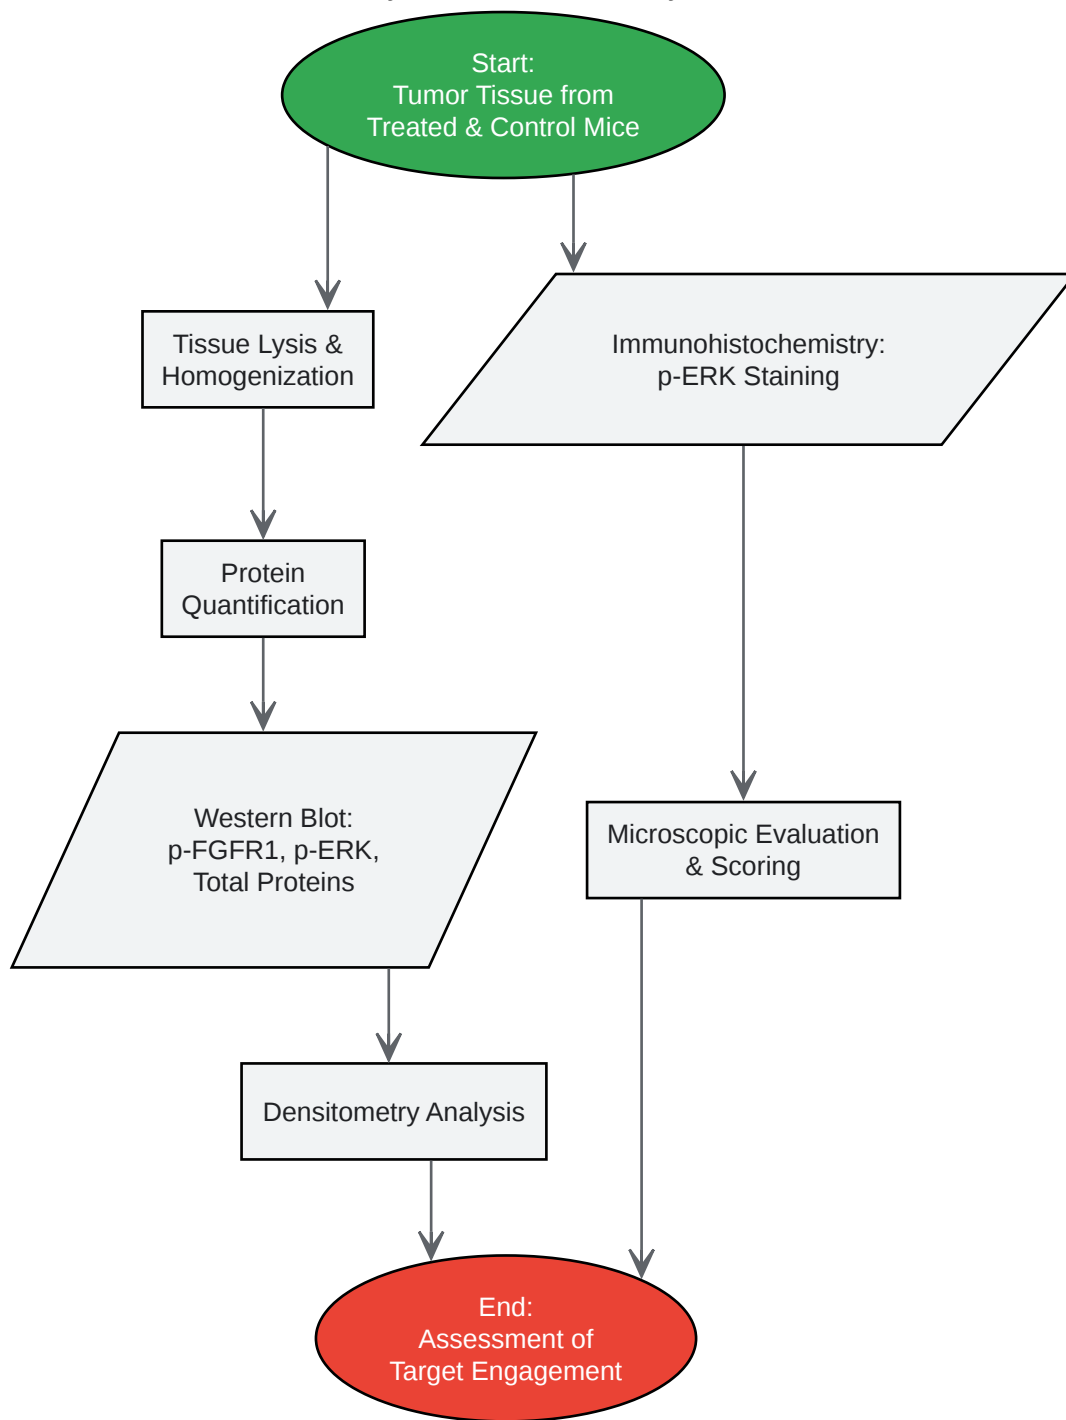 Start:
Tumor Tissue from
Treated & Control Mice
Tissue Lysis &
Homogenization
Immunohistochemistry:
p-ERK Staining
Protein
Quantification
Western Blot:
p-FGFR1, p-ERK,
Total Proteins
Microscopic Evaluation
& Scoring
Densitometry Analysis
End:
Assessment of
Target Engagement